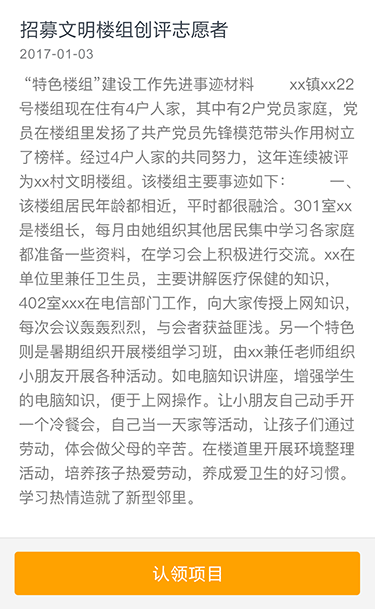 招募文明楼组创评志愿者
2017-01-03
“特色楼组”建设工作先进事迹材料  xx镇xx22
号楼组现在住有4户人家，其中有2户党员家庭，党
员在楼组里发扬了共产党员先锋模范带头作用树立
了榜样。经过4户人家的共同努力，这年连续被评
为xx村文明楼组。该楼组主要事迹如下：  一、
该楼组居民年龄都相近，平时都很融洽。301室xx
是楼组长，每月由她组织其他居民集中学习各家庭
都准备一些资料，在学习会上积极进行交流。xx在
单位里兼任卫生员，主要讲解医疗保健的知识，
402室xxx在电信部门工作，向大家传授上网知识，
每次会议轰轰烈烈，与会者获益匪浅。另一个特色
则是暑期组织开展楼组学习班，由xx兼任老师组织
小朋友开展各种活动。如电脑知识讲座，增强学生
的电脑知识，便于上网操作。让小朋友自己动手开
一个冷餐会，自己当一天家等活动，让孩子们通过
劳动，体会做父母的辛苦。在楼道里开展环境整理
活动，培养孩子热爱劳动，养成爱卫生的好习惯。
学习热情造就了新型邻里。
认领项目